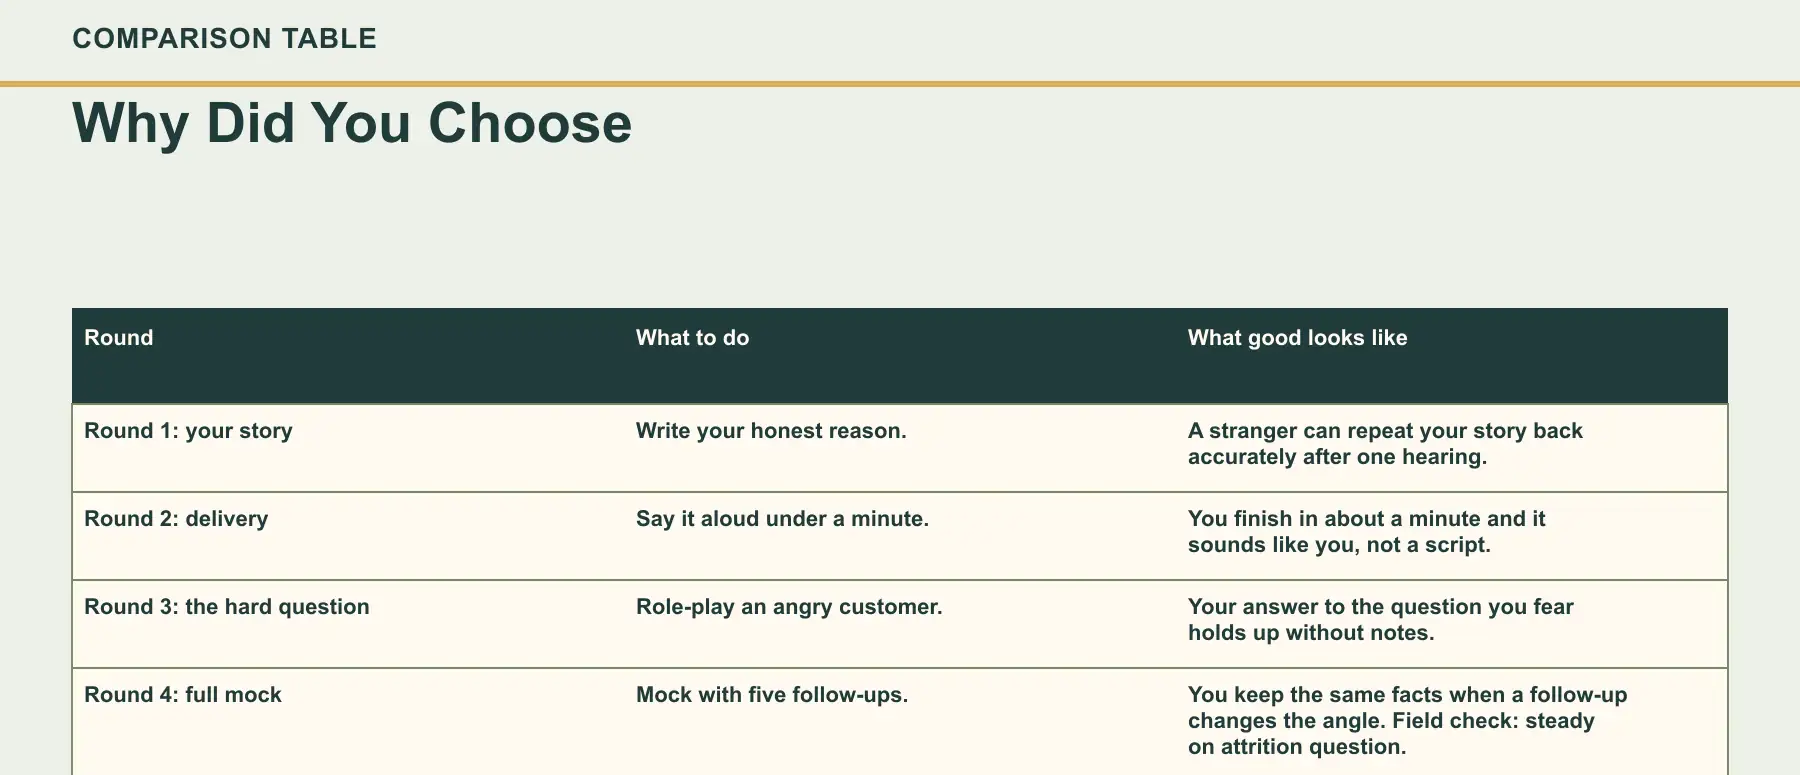 COMPARISON TABLE
Why Did You Choose
Round
What to do
What good looks like
Round 1: your story
Write your honest reason.
A stranger can repeat your story back
accurately after one hearing.
Round 2: delivery
Say it aloud under a minute.
You finish in about a minute and it
sounds like you, not a script.
Round 3: the hard question
Role-play an angry customer.
Your answer to the question you fear
holds up without notes.
Round 4: full mock
Mock with five follow-ups.
You keep the same facts when a follow-up
changes the angle. Field check: steady
on attrition question.